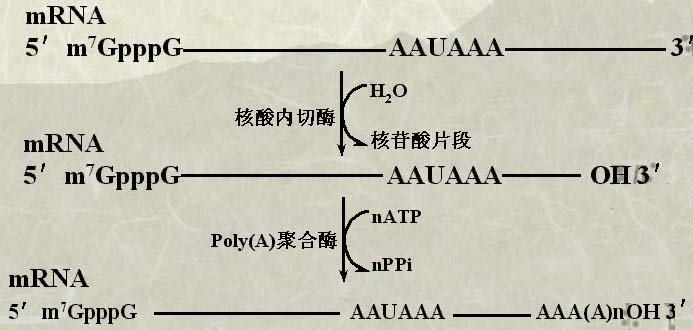 mRNA
5′ m⁷GpppG AAUAAA 3′
H₂O
核酸内切酶
核苷酸片段
mRNA
5′ m⁷GpppG AAUAAA OH 3′
nATP
Poly(A)聚合酶
nPPi
mRNA
5′ m⁷GpppG AAUAAA AAA(A)nOH 3′